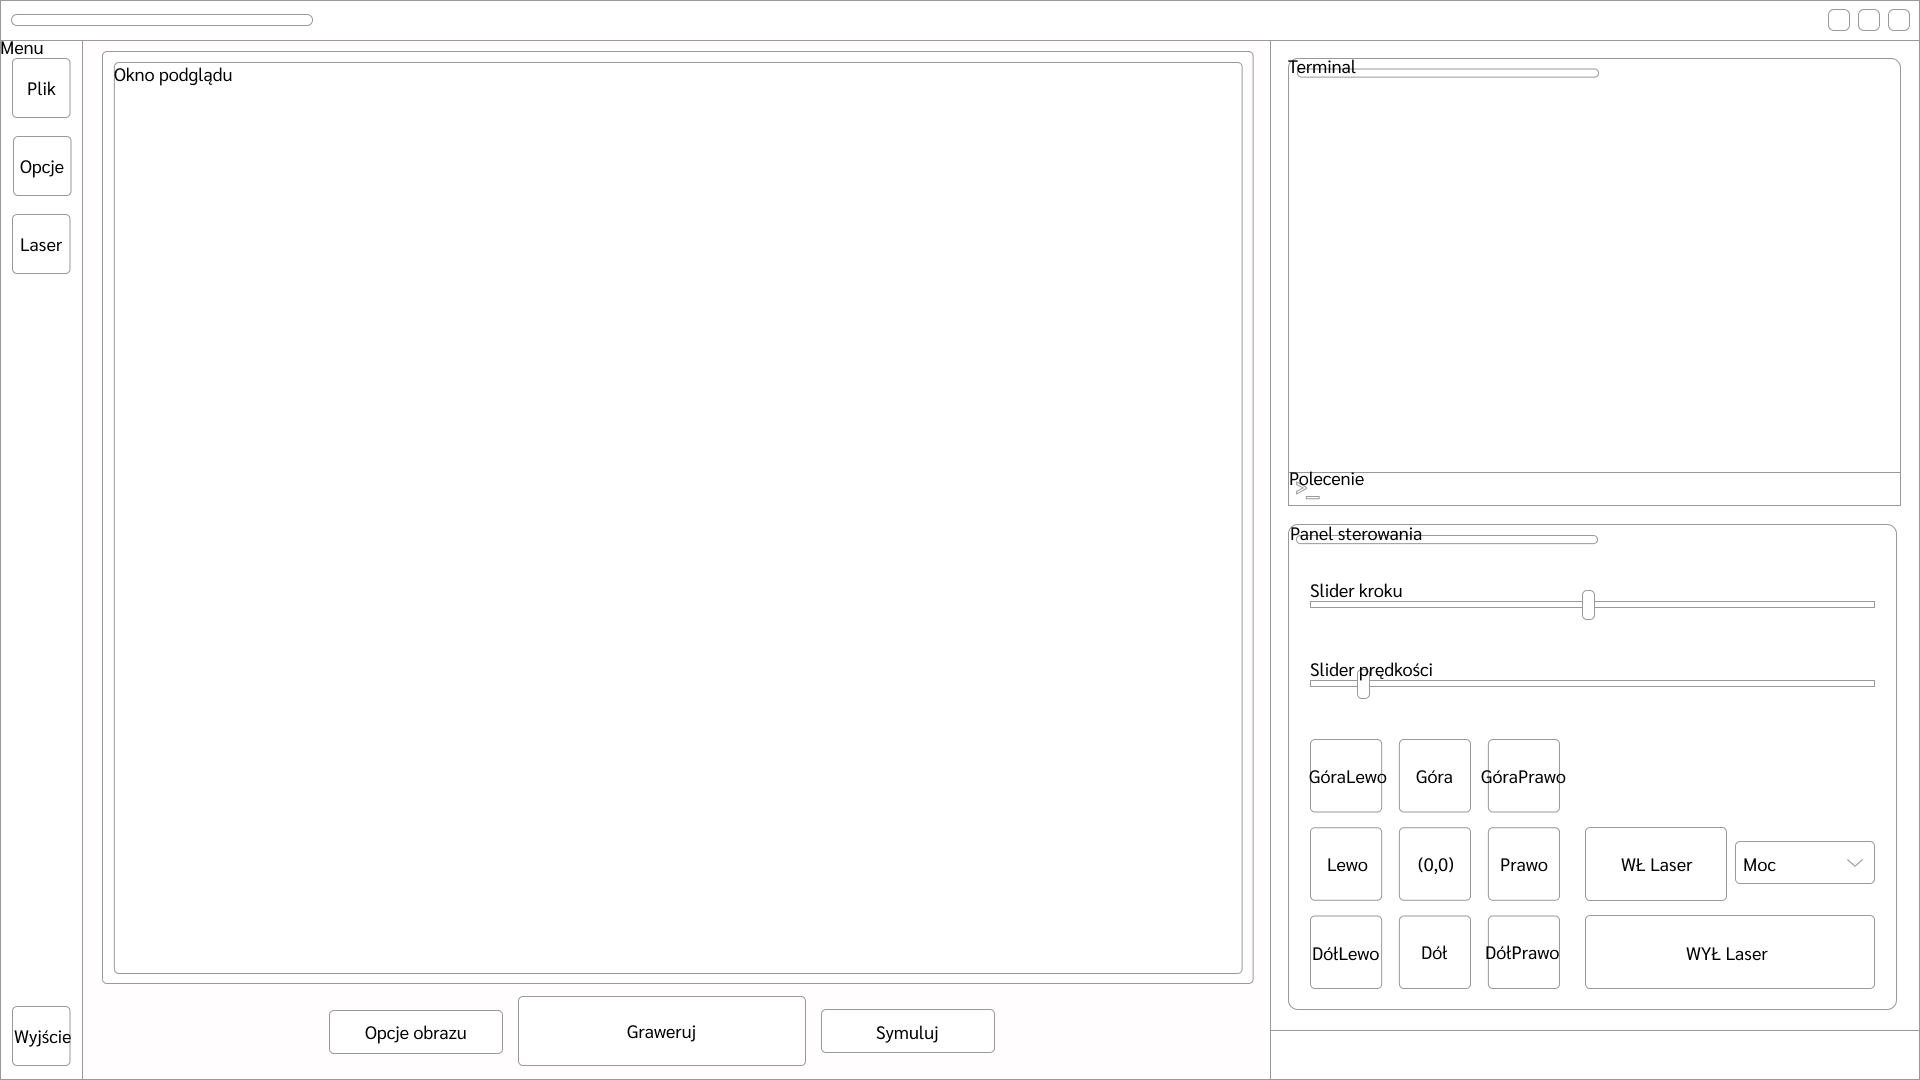 Menu
Plik
Opcje
Laser
Wyjście
Okno podglądu
Opcje obrazu
Graweruj
Symuluj
Terminal
Polecenie
>_
Panel sterowania
Slider kroku
Slider prędkości
GóraLewo Góra GóraPrawo
Lewo (0,0) Prawo WŁ Laser Moc
DółLewo Dół DółPrawo WYŁ Laser